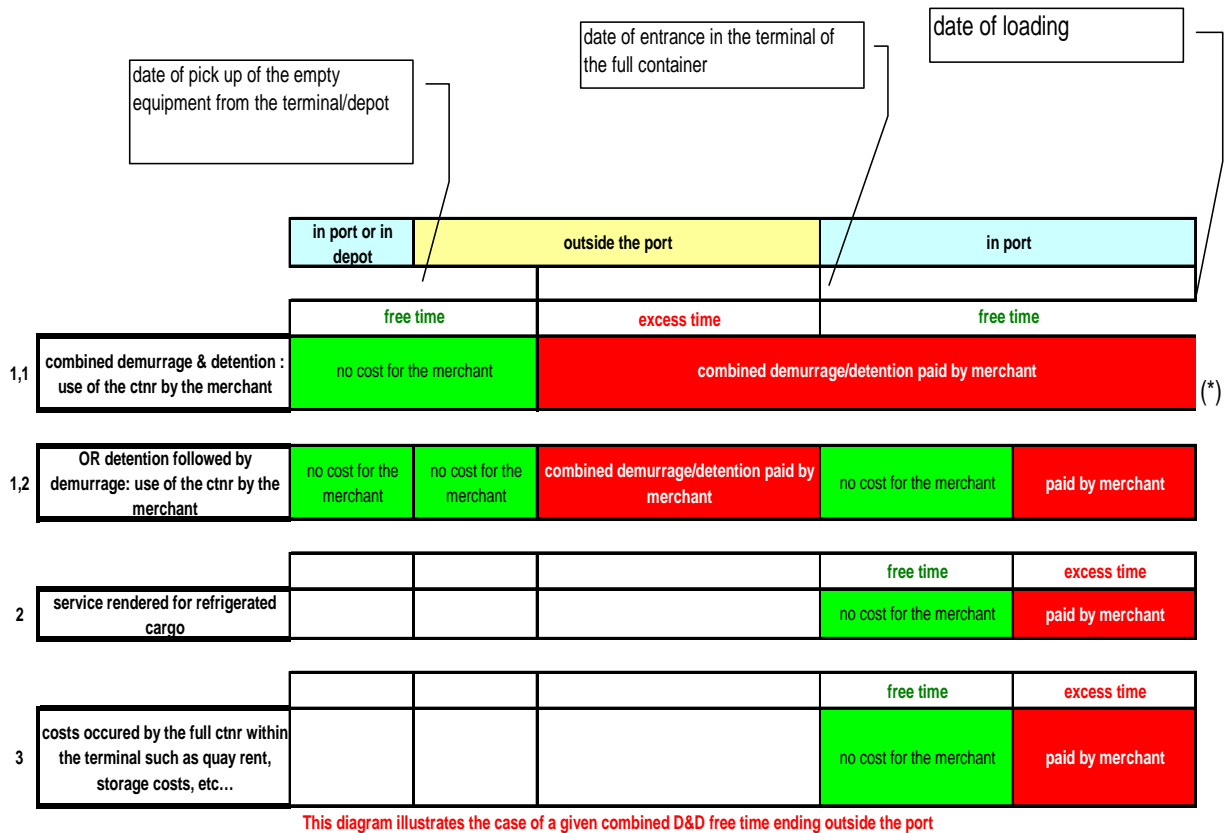 date of pick up of the empty
equipment from the terminal/depot
date of entrance in the terminal of
the full container
date of loading
in port or in
depot
outside the port
in port
free time
excess time
free time
1,1
combined demurrage & detention :
use of the ctnr by the merchant
no cost for the merchant
combined demurrage/detention paid by merchant
(*)
1,2
OR detention followed by
demurrage: use of the ctnr by the
merchant
no cost for the
merchant
no cost for the
merchant
combined demurrage/detention paid by
merchant
no cost for the merchant
paid by merchant
free time
excess time
2
service rendered for refrigerated
cargo
no cost for the merchant
paid by merchant
free time
excess time
3
costs occured by the full ctnr within
the terminal such as quay rent,
storage costs, etc…
no cost for the merchant
paid by merchant
This diagram illustrates the case of a given combined D&D free time ending outside the port